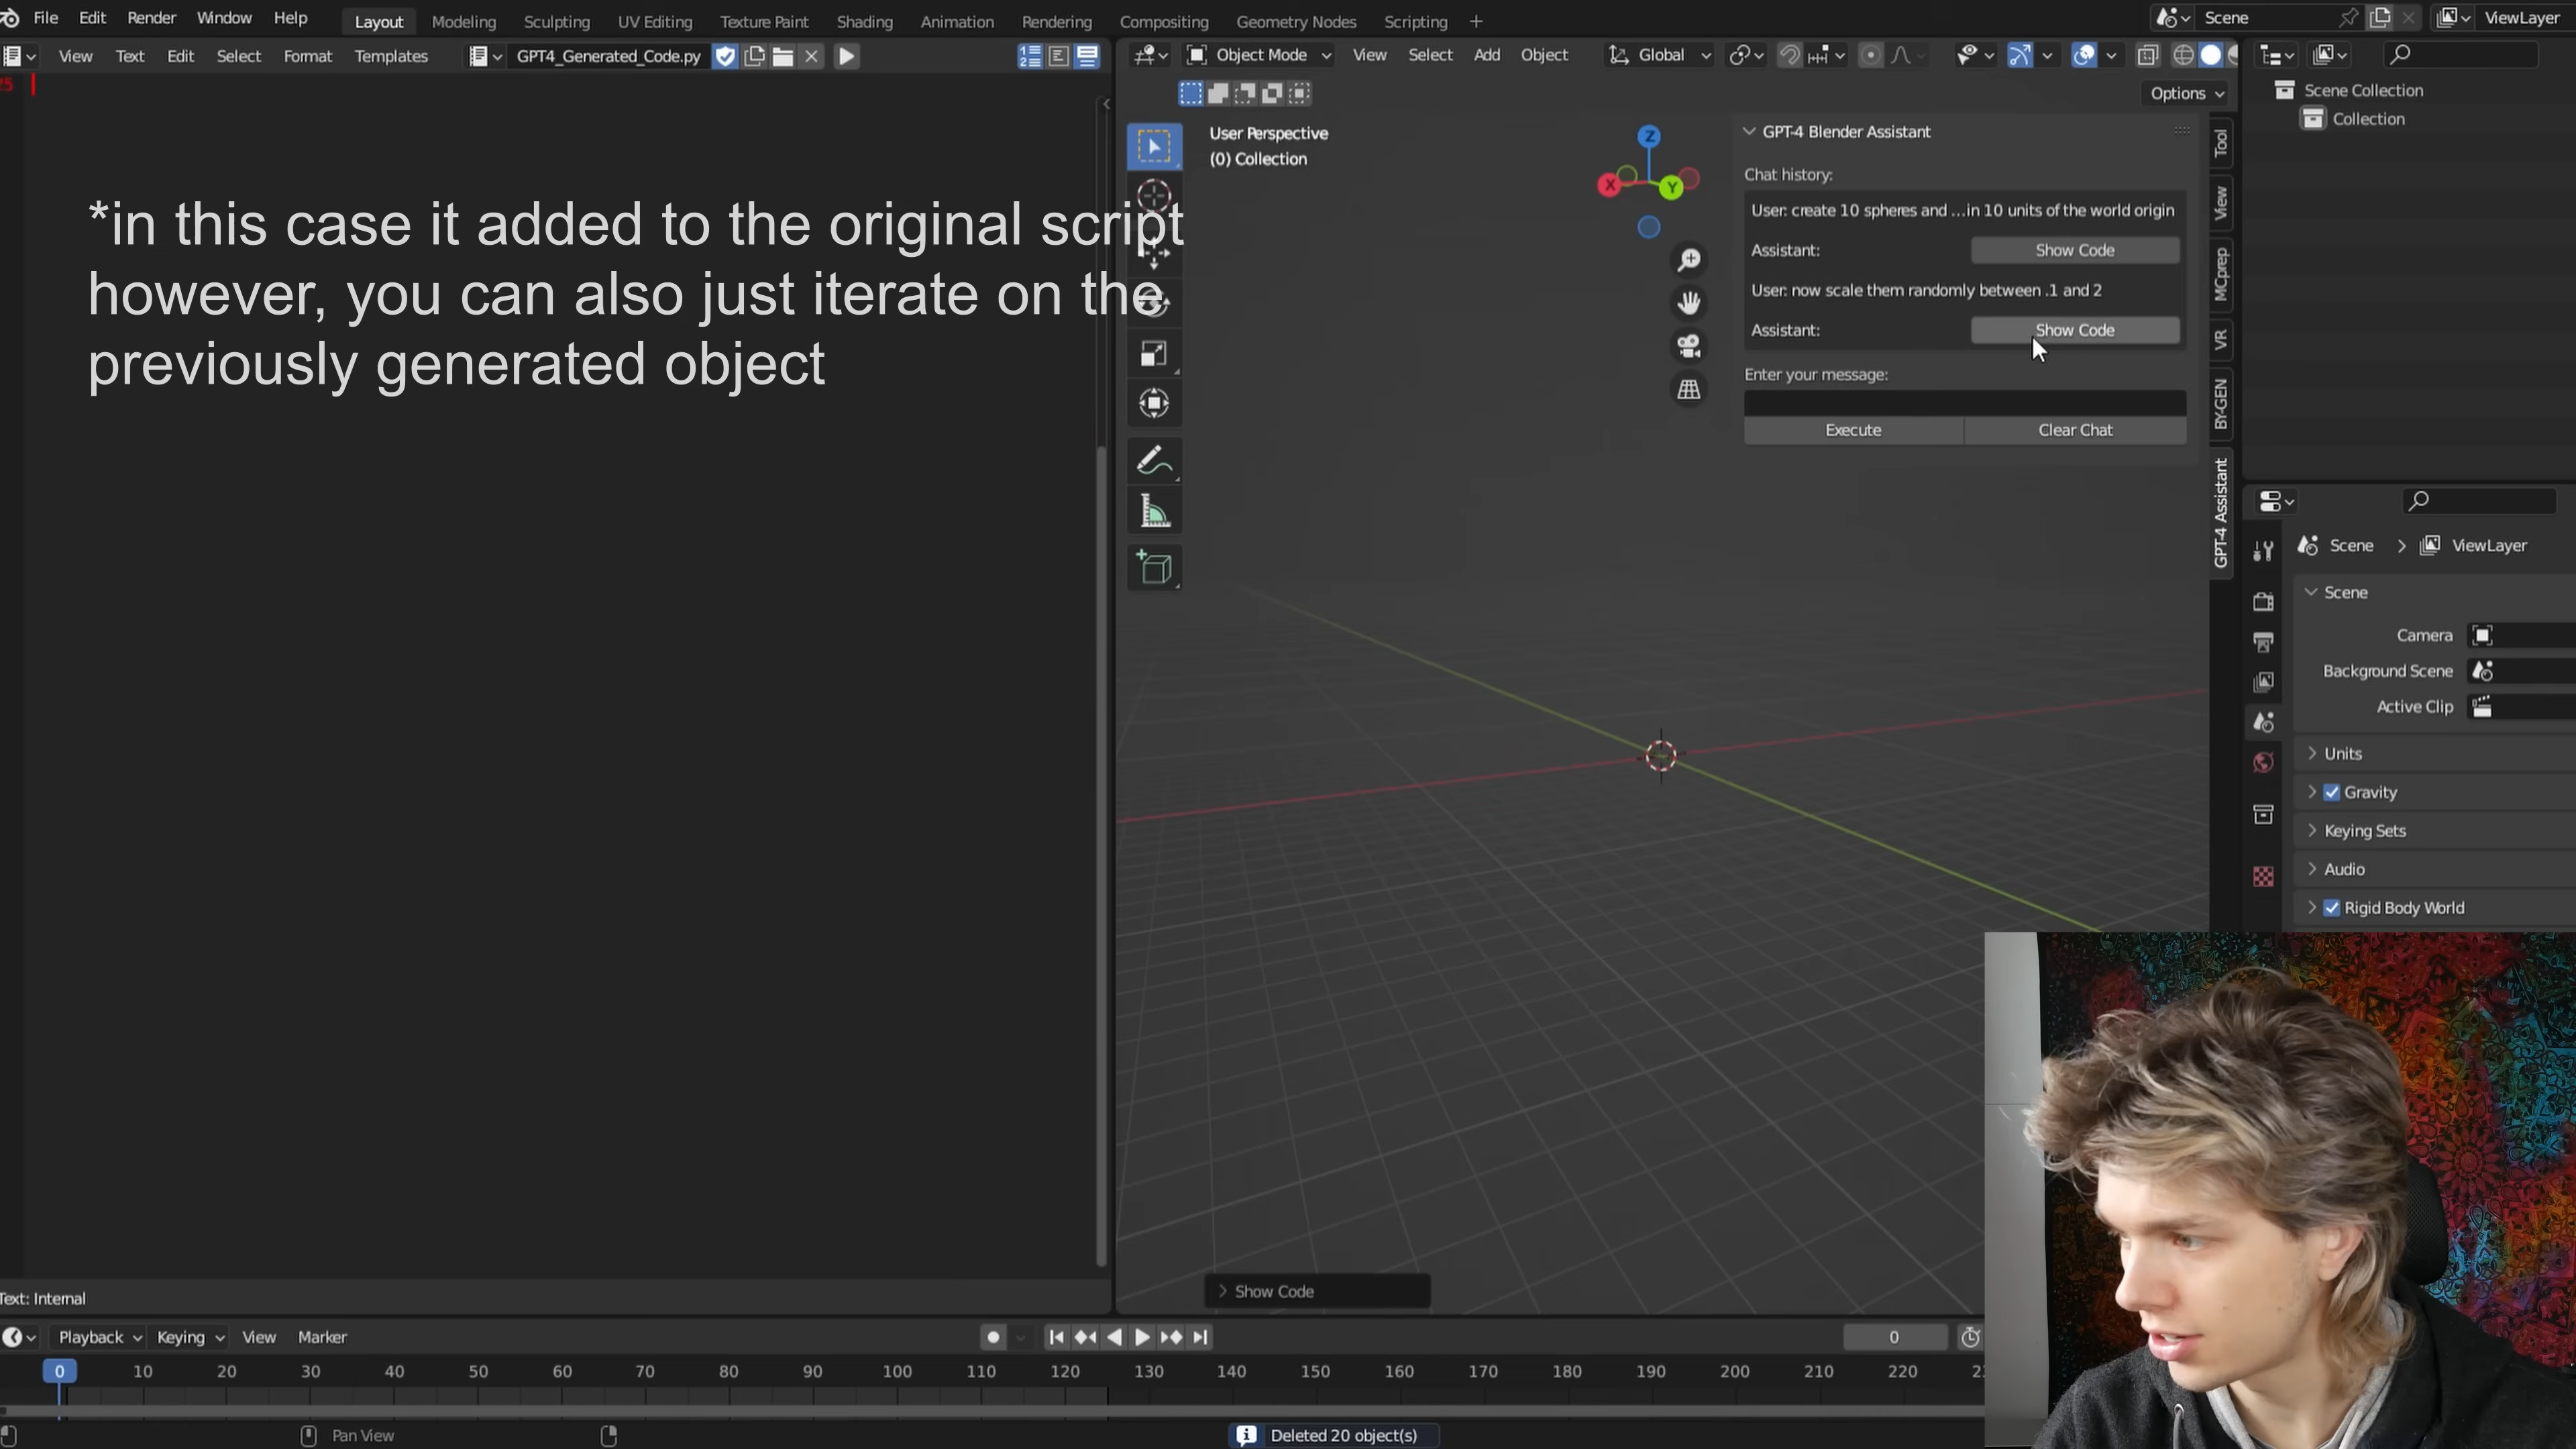 File Edit Render Window Help Layout Modeling Sculpting UV Editing Texture Paint Shading Animation Rendering Compositing Geometry Nodes Scripting + Scene ViewLayer
View Text Edit Select Format Templates GPT4_Generated_Code.py Object Mode View Select Add Object Global
Options
*in this case it added to the original script
however, you can also just iterate on the
previously generated object
User Perspective
(0) Collection
X
Y
Z
GPT-4 Blender Assistant
Chat history:
User: create 10 spheres and ...in 10 units of the world origin
Assistant: Show Code
User: now scale them randomly between .1 and 2
Assistant: Show Code
Enter your message:
Execute Clear Chat
Tool
View
MCprep
VR
BY-GEN
GPT-4 Assistant
Scene Collection
Collection
Scene > ViewLayer
Scene
Camera
Background Scene
Active Clip
Units
Gravity
Keying Sets
Audio
Rigid Body World
Show Code
Text: Internal
Playback Keying View Marker 0
0 10 20 30 40 50 60 70 80 90 100 110 120 130 140 150 160 170 180 190 200 210 220
Pan View Deleted 20 object(s)